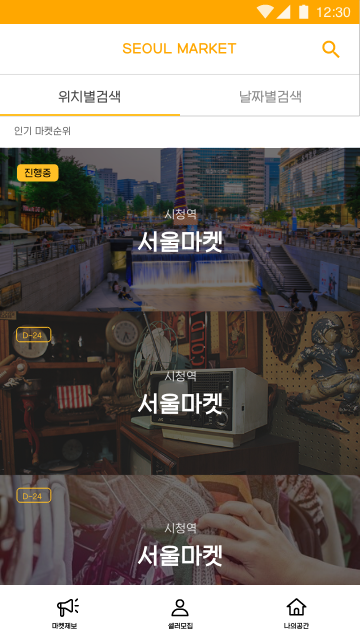 12:30
SEOUL MARKET
위치별검색
날짜별검색
인기 마켓순위
진행중
시청역
서울마켓
D-24
시청역
서울마켓
D-24
시청역
서울마켓
마켓제보
셀러모집
나의공간